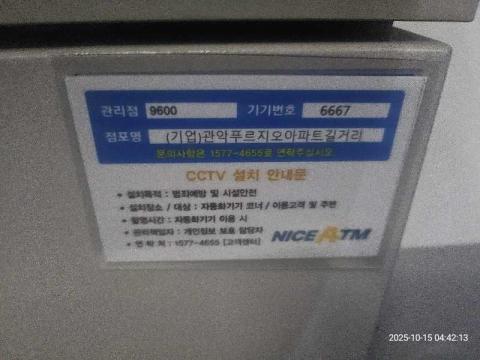 관리점 9600 기기번호 6667
점포명 (기업)관악푸르지오아파트길거리
문의사항은 1577-4655로 연락주십시오
CCTV 설치 안내문
• 설치목적 : 범죄예방 및 시설안전
• 설치장소 / 대상 : 자동화기기 코너 / 이용고객 및 주변
• 촬영시간 : 자동화기기 이용 시
• 관리책임자 : 개인정보 보호 담당자
• 연 락 처 : 1577-4655 [고객센터]
NICE ATM
2025-10-15 04:42:13